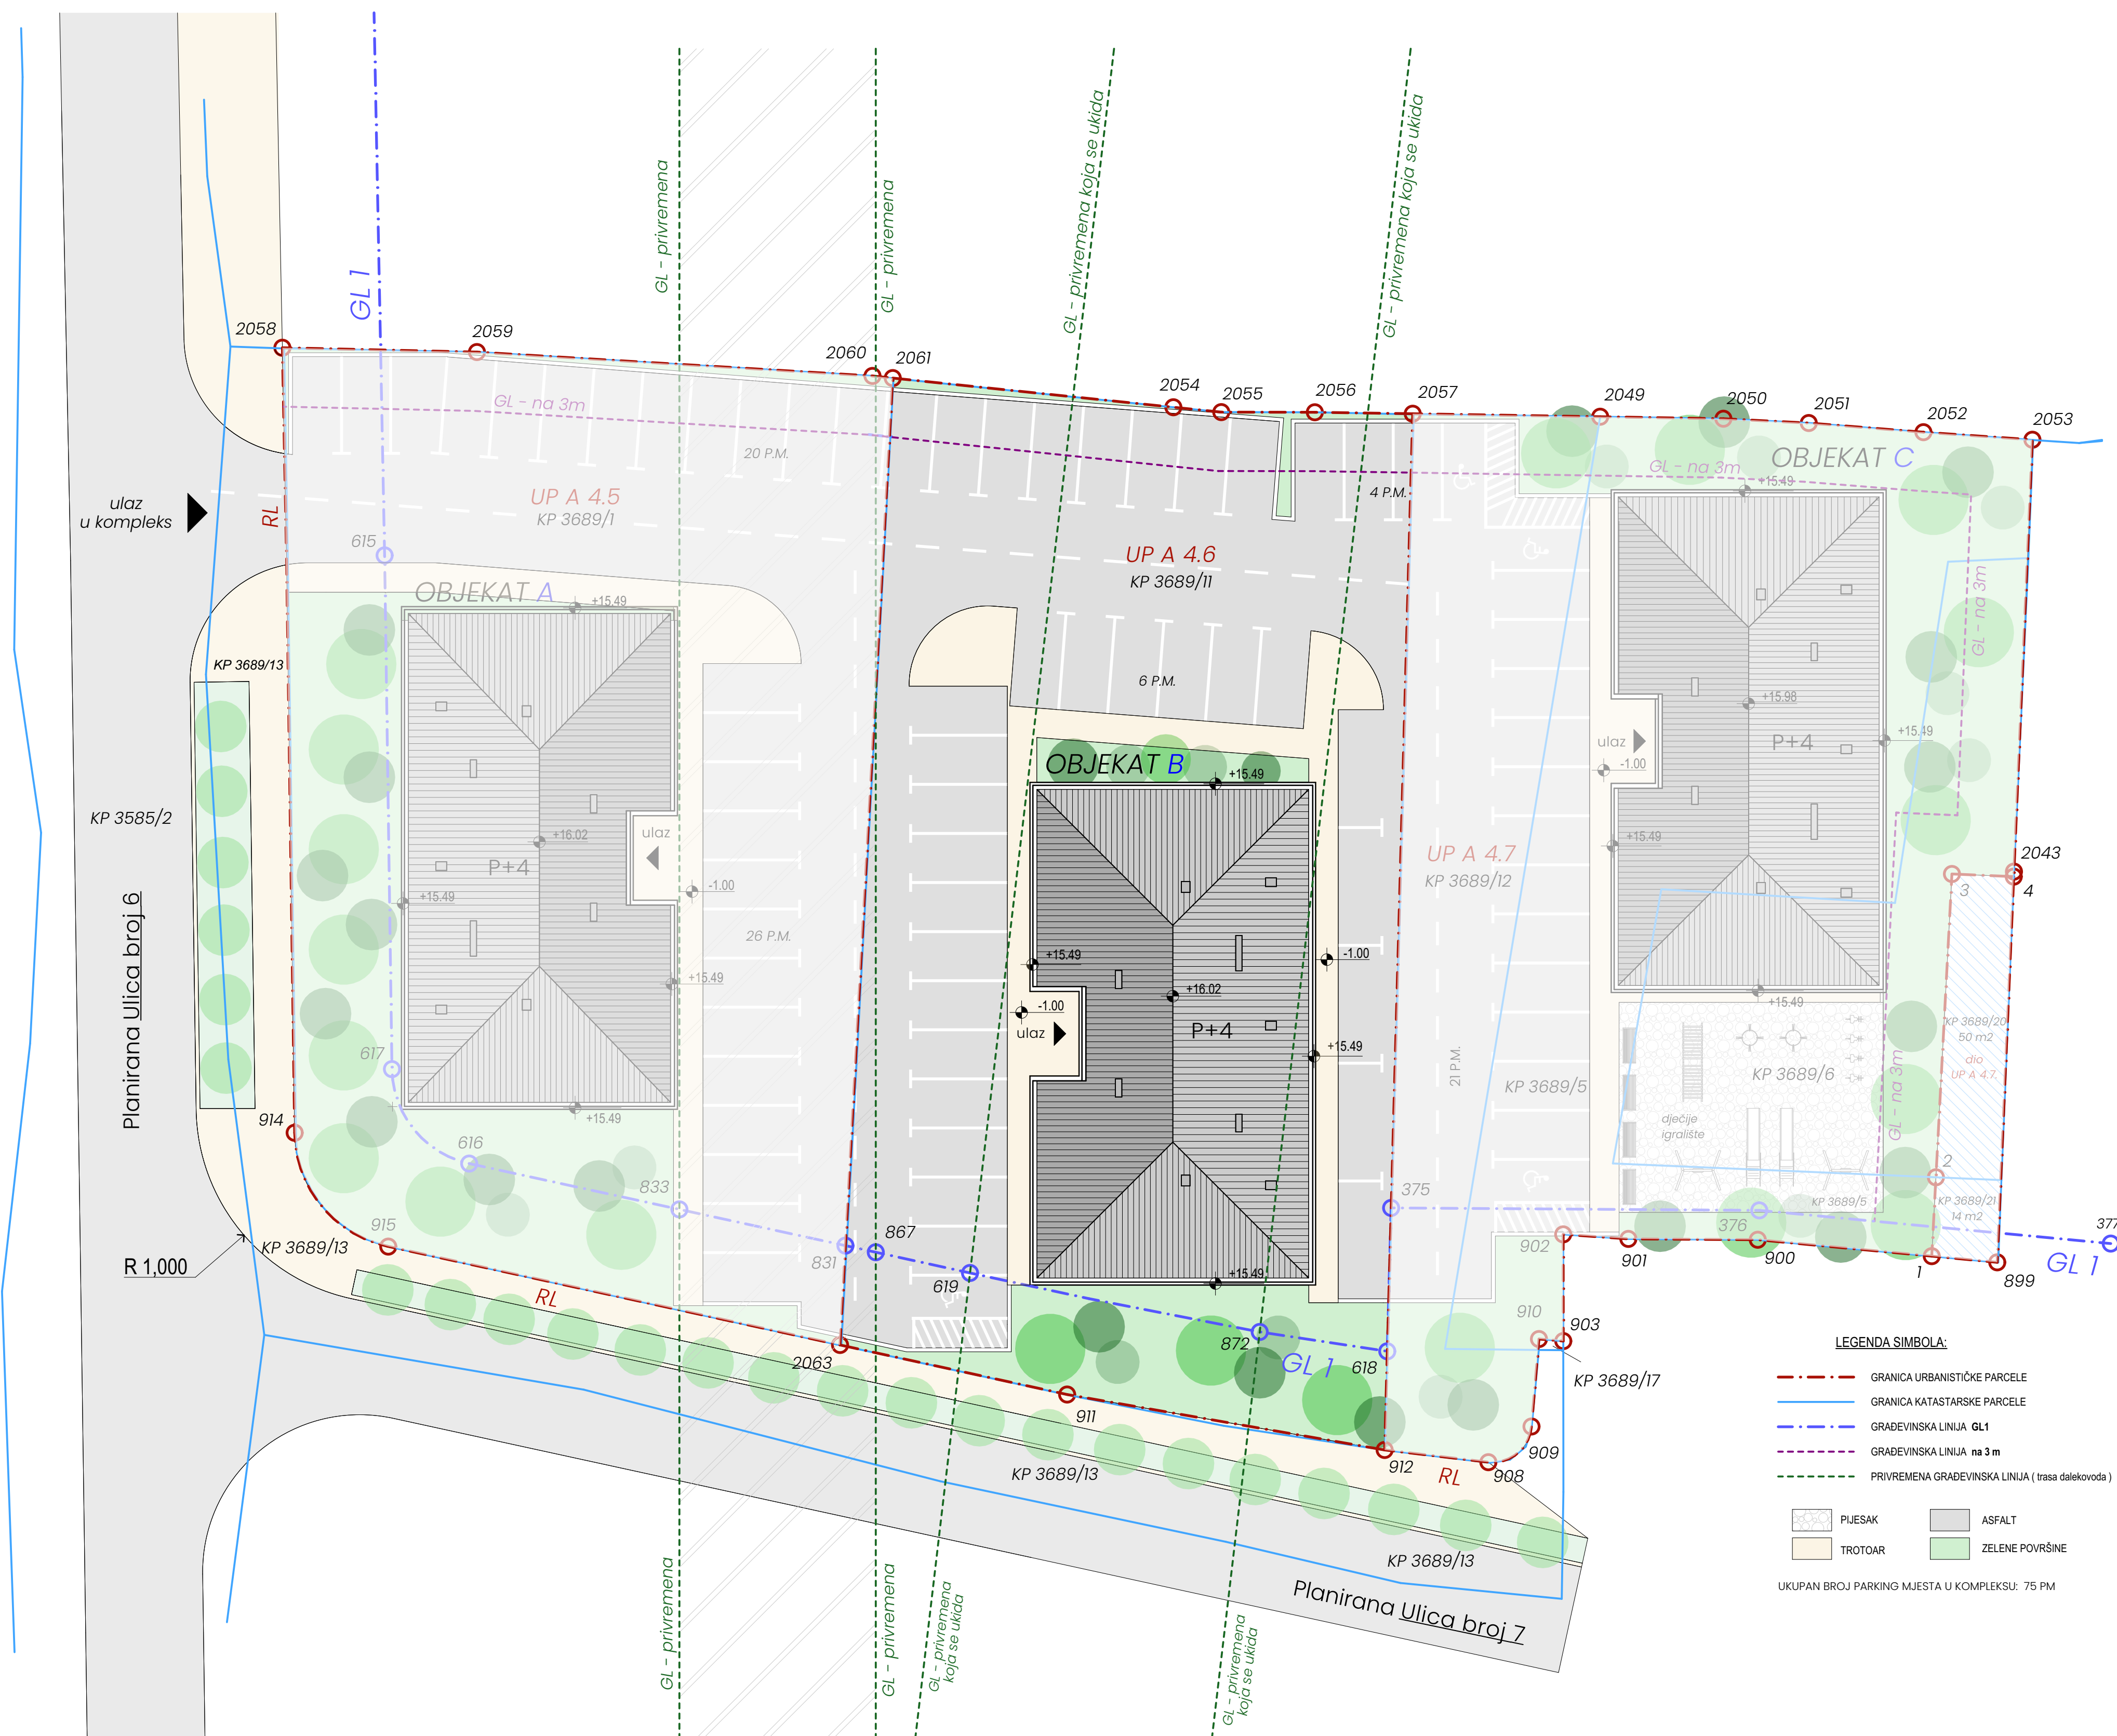 GL 1
GL - privremena
GL - privremena
GL - privremena koja se ukida
GL - privremena koja se ukida
2058
2059
2060
2061
2054
2055
2056
2057
2049
2050
2051
2052
2053
GL - na 3m
20 P.M.
4 P.M.
GL - na 3m
OBJEKAT C
+15.49
ulaz
u kompleks
RL
UP A 4.5
KP 3689/1
UP A 4.6
KP 3689/11
615
OBJEKAT A
+15.49
GL - na 3m
KP 3689/13
6 P.M.
+15.98
P+4
+15.49
ulaz
-1.00
OBJEKAT B
+15.49
KP 3585/2
+16.02
ulaz
P+4
-1.00
+15.49
+15.49
UP A 4.7
KP 3689/12
2043
3
4
26 P.M.
+15.49
+15.49
-1.00
+16.02
-1.00
ulaz
P+4
+15.49
+15.49
KP 3689/20
50 m2
dio
UP A 4.7.
Planirana Ulica broj 6
617
21 P.M.
KP 3689/5
KP 3689/6
dječije
igralište
GL - na 3m
914
+15.49
616
833
375
2
KP 3689/5
KP 3689/21
14 m2
376
377
GL 1
915
KP 3689/13
R 1,000
831
867
619
+15.49
902
901
900
1
899
RL
2063
872
GL 1
618
910
903
KP 3689/17
911
912
RL
908
909
KP 3689/13
KP 3689/13
Planirana Ulica broj 7
GL - privremena
GL - privremena
GL - privremena
koja se ukida
GL - privremena
koja se ukida
LEGENDA SIMBOLA:
GRANICA URBANISTIČKE PARCELE
GRANICA KATASTARSKE PARCELE
GRAĐEVINSKA LINIJA GL1
GRAĐEVINSKA LINIJA na 3 m
PRIVREMENA GRAĐEVINSKA LINIJA ( trasa dalekovoda )
PIJESAK
ASFALT
TROTOAR
ZELENE POVRŠINE
UKUPAN BROJ PARKING MJESTA U KOMPLEKSU: 75 PM